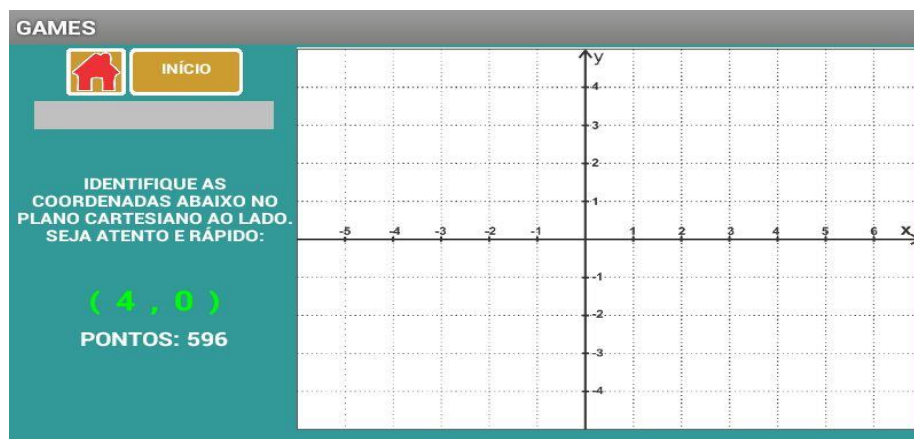 GAMES
INÍCIO
IDENTIFIQUE AS
COORDENADAS ABAIXO NO
PLANO CARTESIANO AO LADO.
SEJA ATENTO E RÁPIDO:
( 4 , 0 )
PONTOS: 596
y
4
3
2
1
-5 -4 -3 -2 -1 1 2 3 4 5 6 x
-1
-2
-3
-4